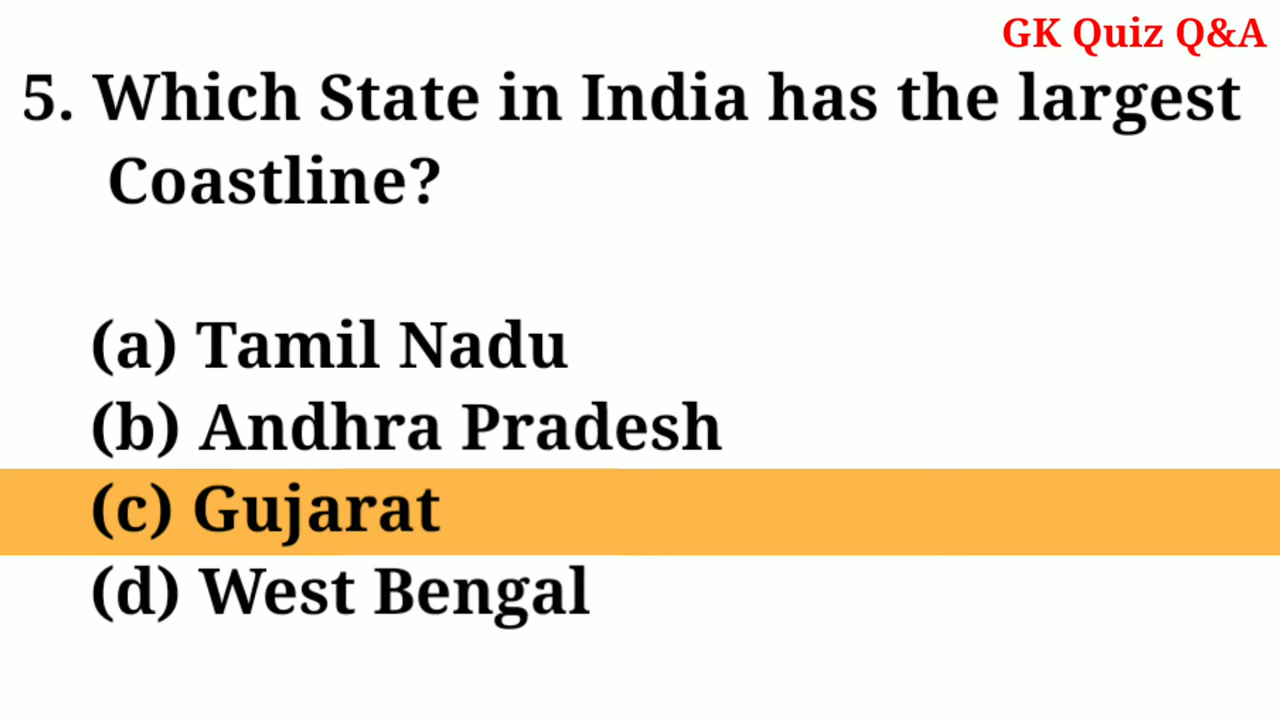 GK Quiz Q&A
5. Which State in India has the largest
Coastline?
(a) Tamil Nadu
(b) Andhra Pradesh
(c) Gujarat
(d) West Bengal